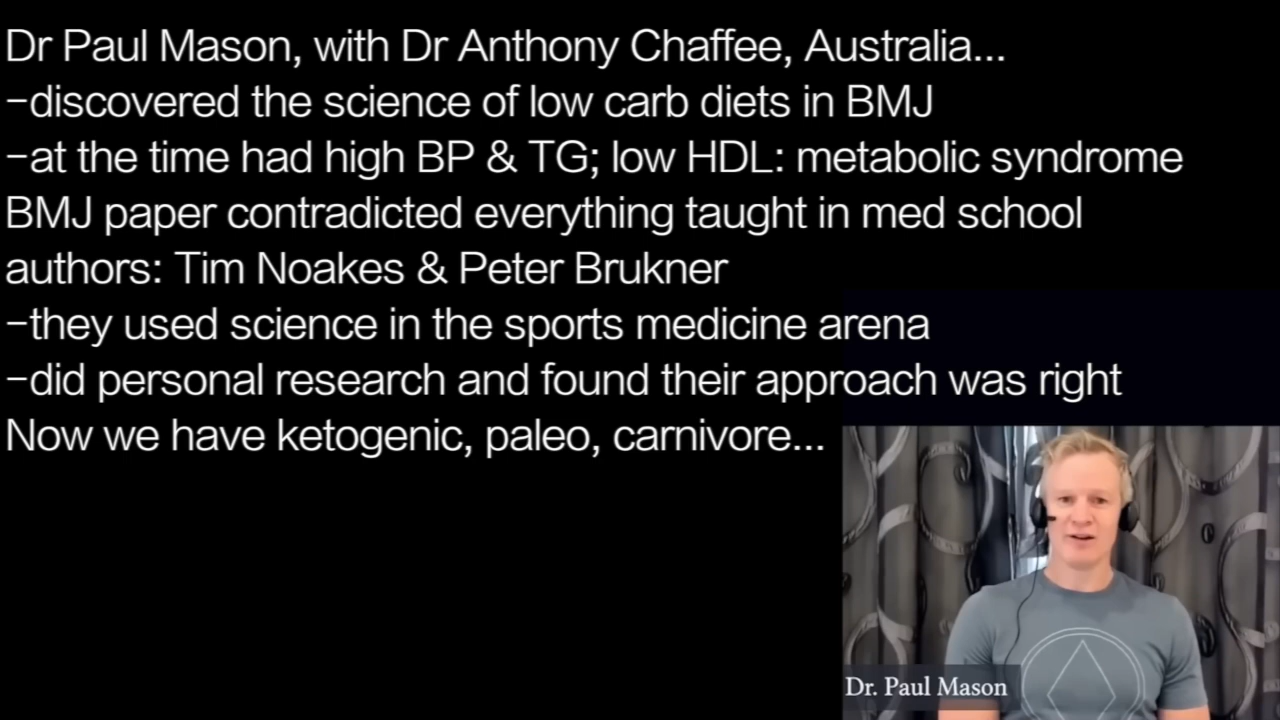 Dr Paul Mason, with Dr Anthony Chaffee, Australia...
-discovered the science of low carb diets in BMJ
-at the time had high BP & TG; low HDL: metabolic syndrome
BMJ paper contradicted everything taught in med school
authors: Tim Noakes & Peter Brukner
-they used science in the sports medicine arena
-did personal research and found their approach was right
Now we have ketogenic, paleo, carnivore...
Dr. Paul Mason